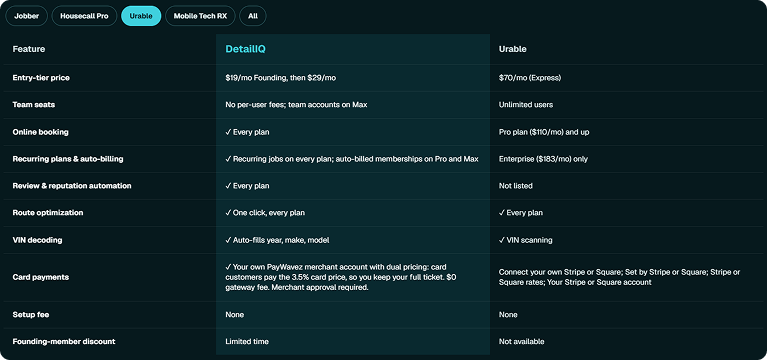 Jobber Housecall Pro Urable Mobile Tech RX All
Feature DetailIQ Urable
Entry-tier price $19/mo Founding, then $29/mo $70/mo (Express)
Team seats No per-user fees; team accounts on Max Unlimited users
Online booking ✓ Every plan Pro plan ($110/mo) and up
Recurring plans & auto-billing ✓ Recurring jobs on every plan; auto-billed memberships on Pro and Max Enterprise ($183/mo) only
Review & reputation automation ✓ Every plan Not listed
Route optimization ✓ One click, every plan ✓ Every plan
VIN decoding ✓ Auto-fills year, make, model ✓ VIN scanning
Card payments
✓ Your own PayWavez merchant account with dual pricing: card
customers pay the 3.5% card price, so you keep your full ticket. $0
gateway fee. Merchant approval required.
Connect your own Stripe or Square; Set by Stripe or Square; Stripe or
Square rates; Your Stripe or Square account
Setup fee None None
Founding-member discount Limited time Not available